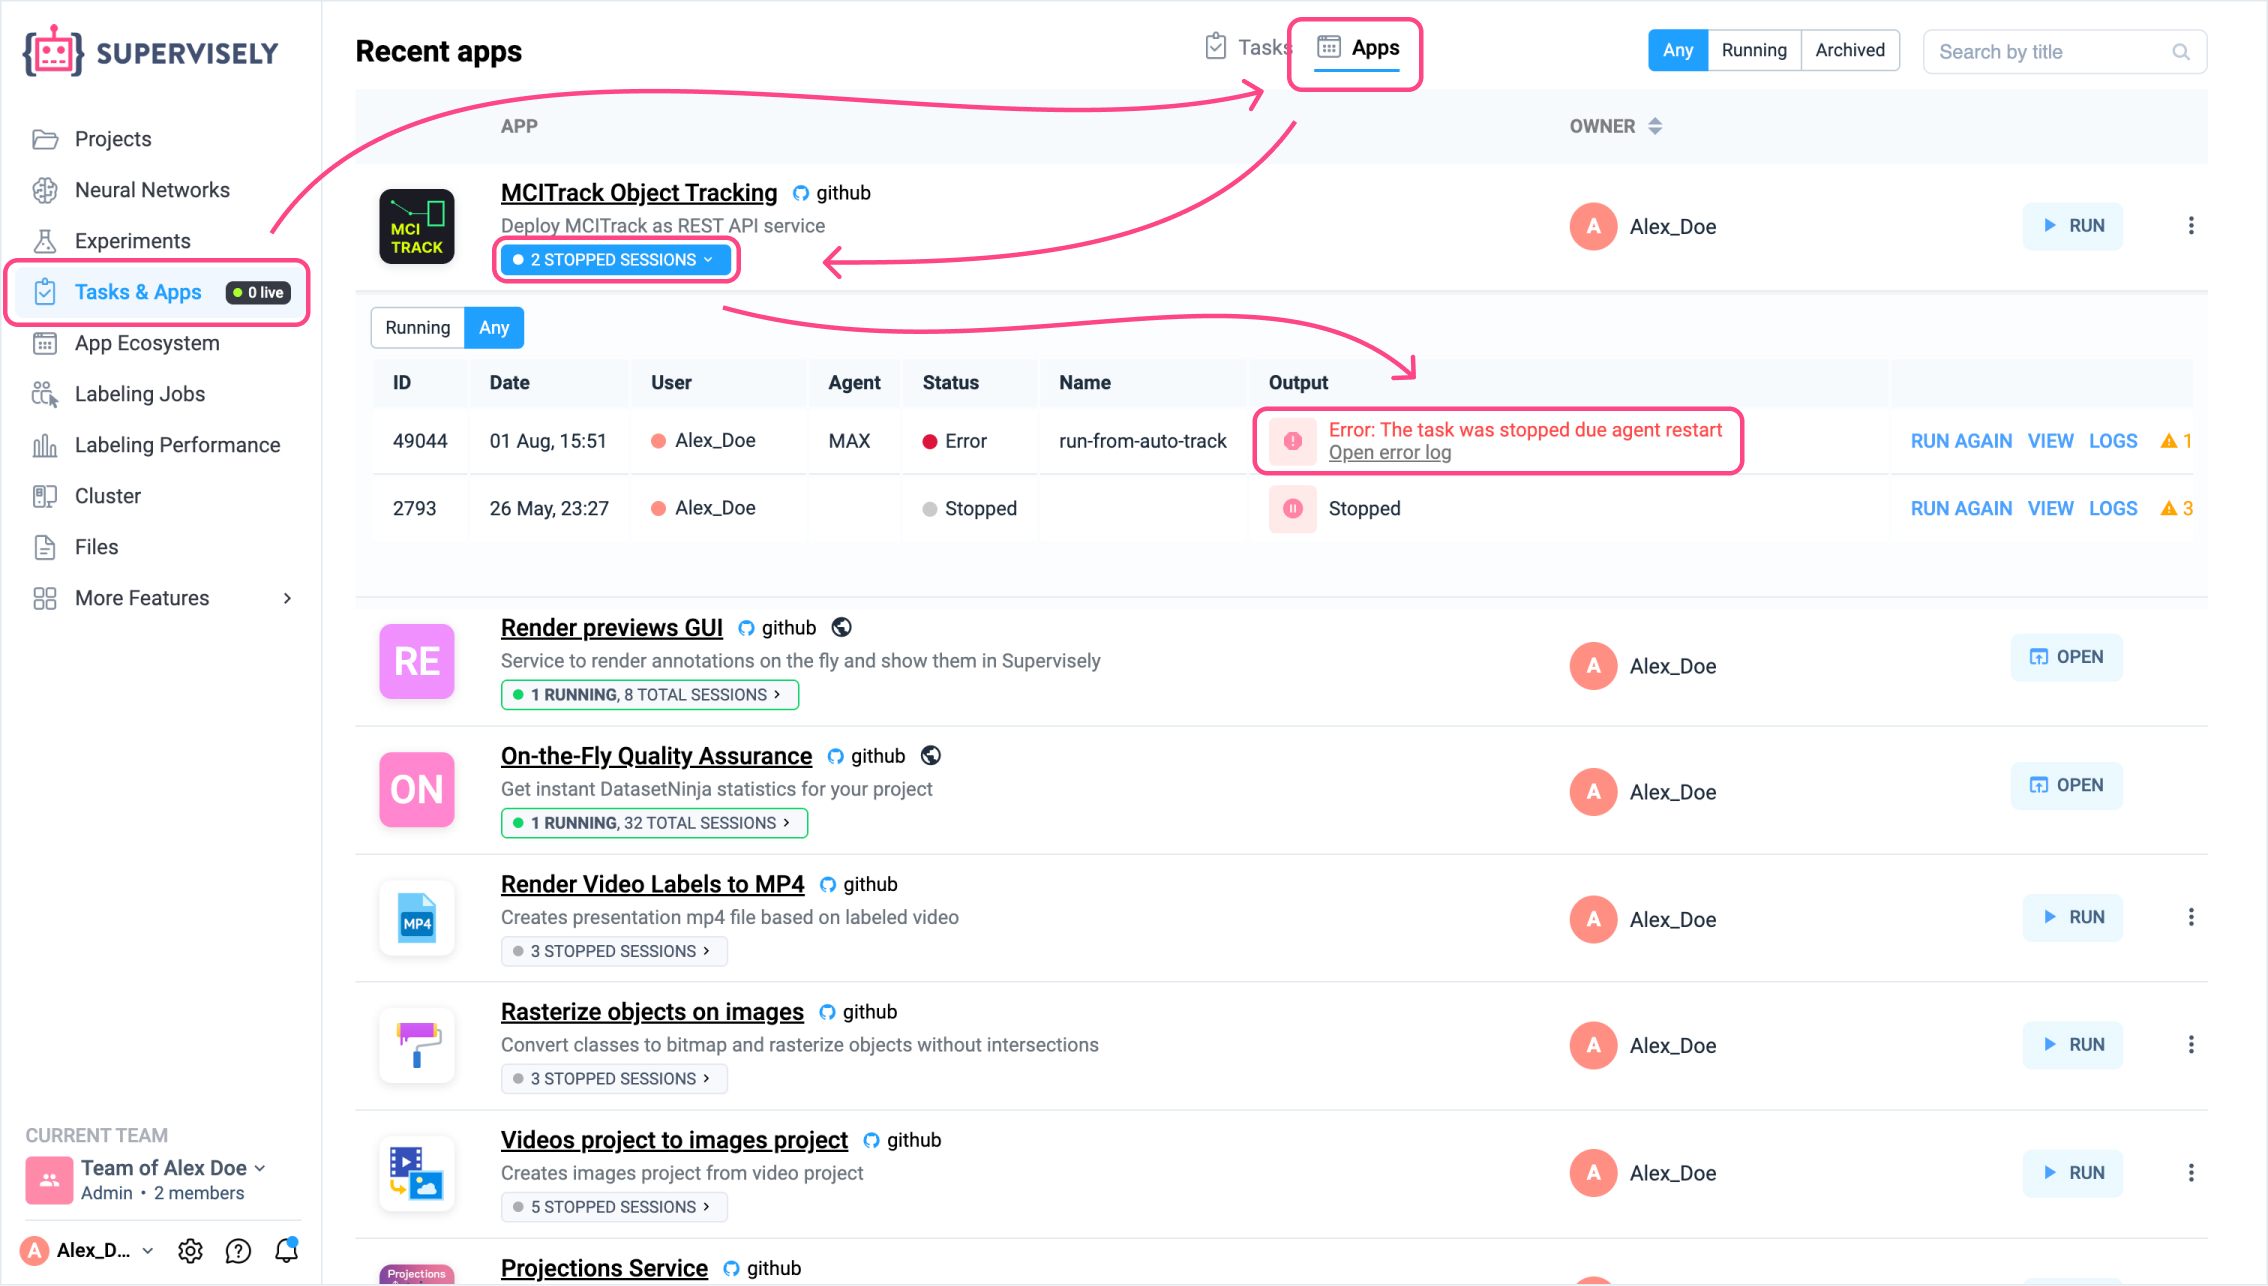 SUPERVISELY
Projects
Neural Networks
Experiments
Tasks & Apps
0 live
App Ecosystem
Labeling Jobs
Labeling Performance
Cluster
Files
More Features
CURRENT TEAM
Team of Alex Doe
Admin • 2 members
A Alex_D...
Recent apps
Tasks
Apps
Any Running Archived
Search by title
APP OWNER
MCI TRACK
MCITrack Object Tracking github
Deploy MCITrack as REST API service
2 STOPPED SESSIONS
A Alex_Doe
RUN
Running Any
ID Date User Agent Status Name Output
49044 01 Aug, 15:51 Alex_Doe MAX Error run-from-auto-track
Error: The task was stopped due agent restart
Open error log
RUN AGAIN VIEW LOGS 1
2793 26 May, 23:27 Alex_Doe Stopped Stopped RUN AGAIN VIEW LOGS 3
RE
Render previews GUI github
Service to render annotations on the fly and show them in Supervisely
1 RUNNING, 8 TOTAL SESSIONS
A Alex_Doe
OPEN
ON
On-the-Fly Quality Assurance github
Get instant DatasetNinja statistics for your project
1 RUNNING, 32 TOTAL SESSIONS
A Alex_Doe
OPEN
MP4
Render Video Labels to MP4 github
Creates presentation mp4 file based on labeled video
3 STOPPED SESSIONS
A Alex_Doe
RUN
Rasterize objects on images github
Convert classes to bitmap and rasterize objects without intersections
3 STOPPED SESSIONS
A Alex_Doe
RUN
Videos project to images project github
Creates images project from video project
5 STOPPED SESSIONS
A Alex_Doe
RUN
Projections
Projections Service github